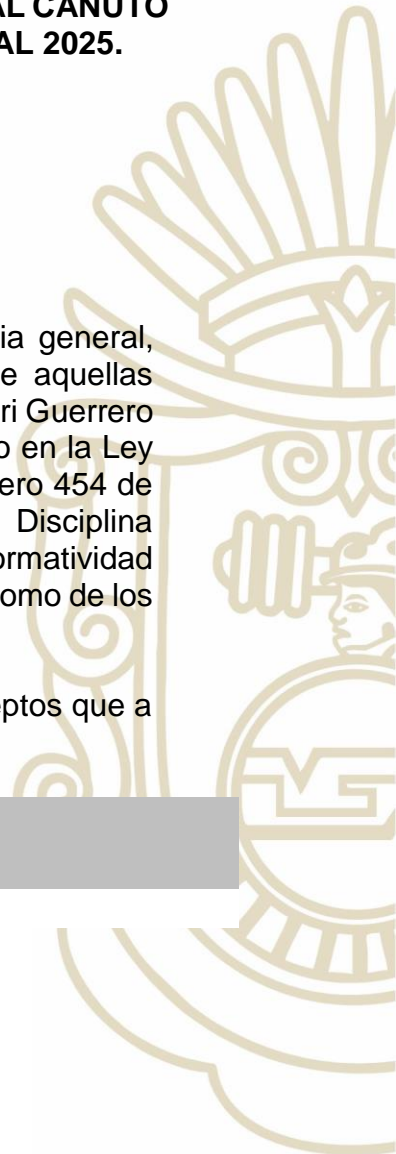 AL CANUTO
AL 2025.
ia general,
e aquellas
ri Guerrero
o en la Ley
ero 454 de
Disciplina
ormatividad
omo de los
eptos que a